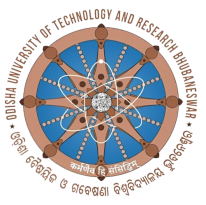 ODISHA UNIVERSITY OF TECHNOLOGY AND RESEARCH BHUBANESWAR
कर्मणैव हि संसिद्धिम्
ଓଡ଼ିଶା ବୈଷୟିକ ଓ ଗବେଷଣା ବିଶ୍ୱବିଦ୍ୟାଳୟ ଭୁବନେଶ୍ୱର